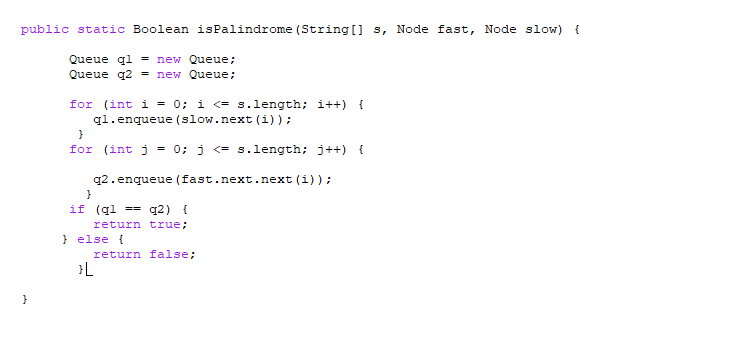 public static Boolean isPalindrome(String[] s, Node fast, Node slow) {
Queue q1 = new Queue;
Queue q2 = new Queue;
for (int i = 0; i <= s.length; i++) {
q1.enqueue(slow.next(i));
}
for (int j = 0; j <= s.length; j++) {
q2.enqueue(fast.next.next(i));
}
if (q1 == q2) {
return true;
} else {
return false;
}
}